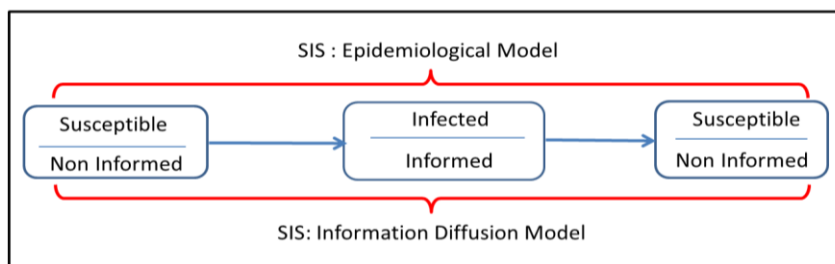 SIS : Epidemiological Model
Susceptible
Non Informed
Infected
Informed
Susceptible
Non Informed
SIS: Information Diffusion Model